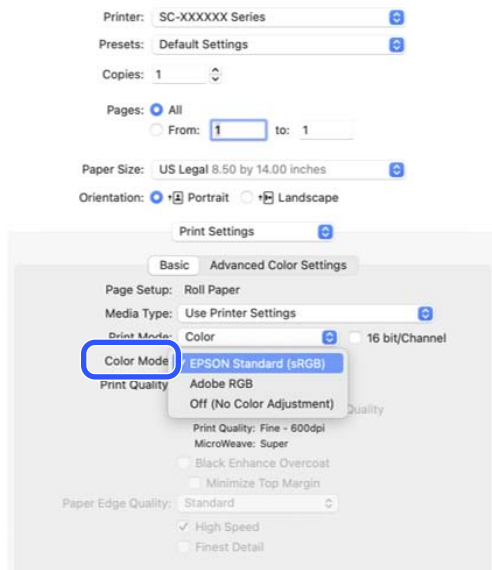 Printer: SC-XXXXXX Series
Presets: Default Settings
Copies: 1
Pages: All
From: 1 to: 1
Paper Size: US Legal 8.50 by 14.00 inches
Orientation: Portrait Landscape
Print Settings
Basic Advanced Color Settings
Page Setup: Roll Paper
Media Type: Use Printer Settings
Print Mode: Color 16 bit/Channel
Color Mode ✓ EPSON Standard (sRGB)
Print Quality Adobe RGB
Off (No Color Adjustment)
Quality
Print Quality: Fine - 600dpi
MicroWeave: Super
Black Enhance Overcoat
Minimize Top Margin
Paper Edge Quality: Standard
High Speed
Finest Detail